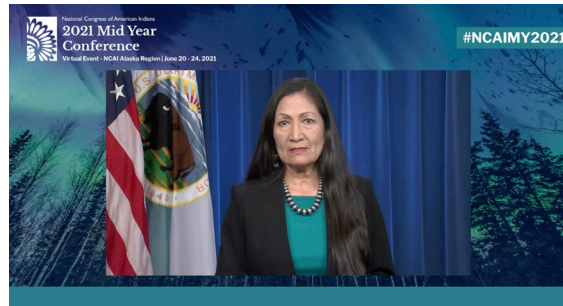 National Congress of American Indians
2021 Mid Year
Conference
Virtual Event - NCAI Alaska Region | June 20 - 24, 2021
#NCAIMY2021
1849